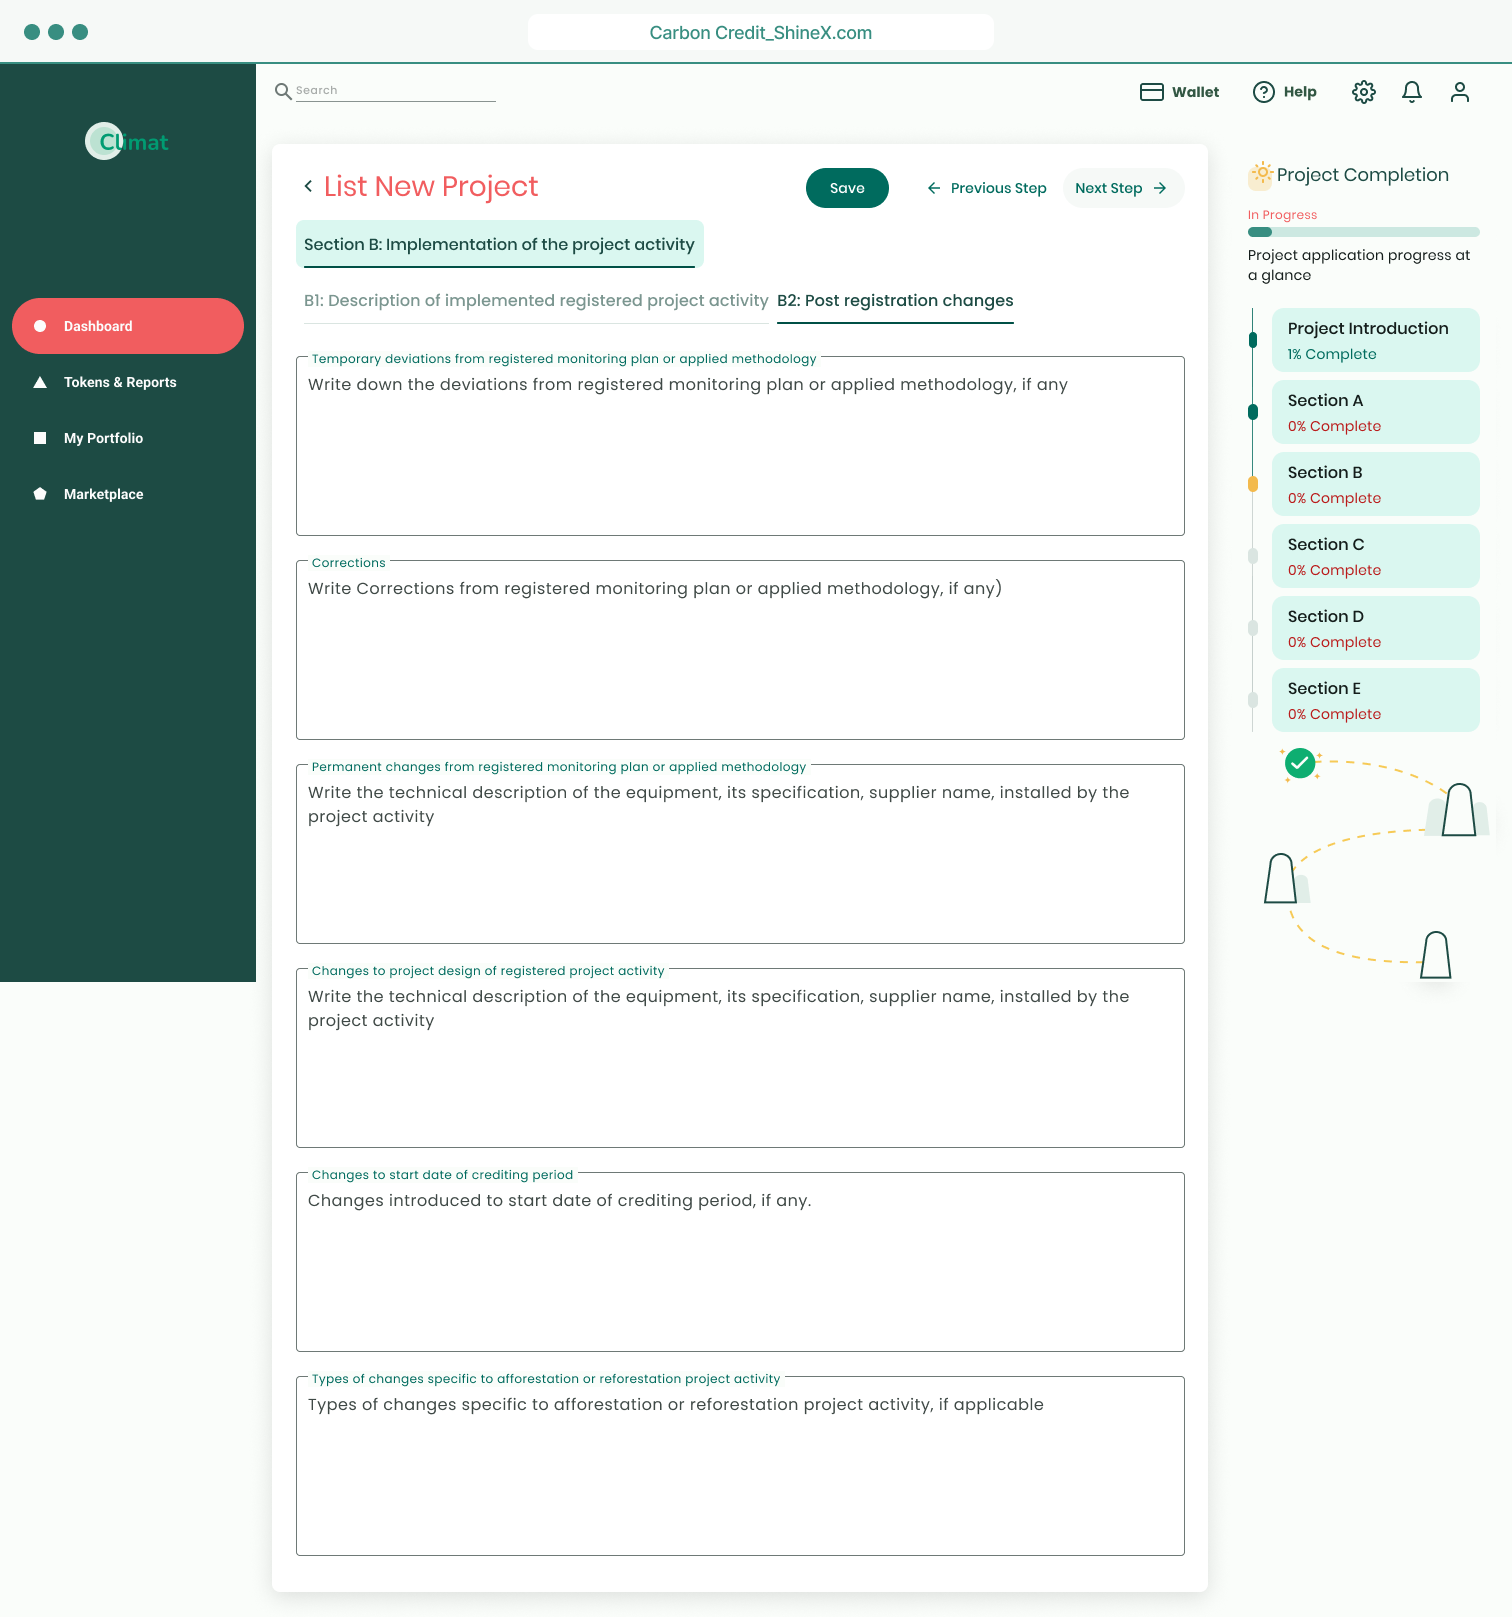 Carbon Credit_ShineX.com
Search
Wallet
Help
Climat
Dashboard
Tokens & Reports
My Portfolio
Marketplace
List New Project
Save
Previous Step
Next Step
Section B: Implementation of the project activity
B1: Description of implemented registered project activity
B2: Post registration changes
Temporary deviations from registered monitoring plan or applied methodology
Write down the deviations from registered monitoring plan or applied methodology, if any
Corrections
Write Corrections from registered monitoring plan or applied methodology, if any)
Permanent changes from registered monitoring plan or applied methodology
Write the technical description of the equipment, its specification, supplier name, installed by the
project activity
Changes to project design of registered project activity
Write the technical description of the equipment, its specification, supplier name, installed by the
project activity
Changes to start date of crediting period
Changes introduced to start date of crediting period, if any.
Types of changes specific to afforestation or reforestation project activity
Types of changes specific to afforestation or reforestation project activity, if applicable
Project Completion
In Progress
Project application progress at
a glance
Project Introduction
1% Complete
Section A
0% Complete
Section B
0% Complete
Section C
0% Complete
Section D
0% Complete
Section E
0% Complete